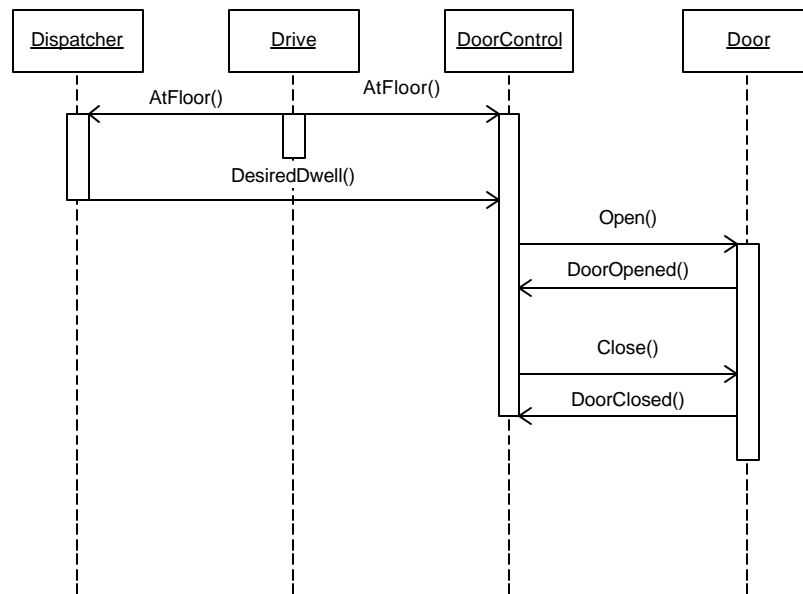 Dispatcher
Drive
DoorControl
Door
AtFloor()
AtFloor()
DesiredDwell()
Open()
DoorOpened()
Close()
DoorClosed()